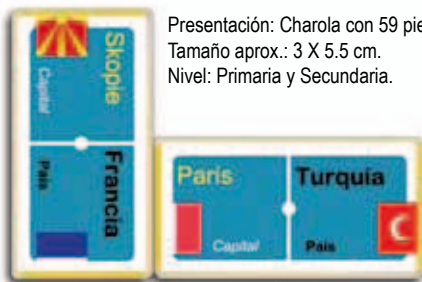 Presentación: Charola con 59 pie
Tamaño aprox.: 3 X 5.5 cm.
Nivel: Primaria y Secundaria.
Skopie
Capital
Francia
País
Paris
Capital
Turquía
País